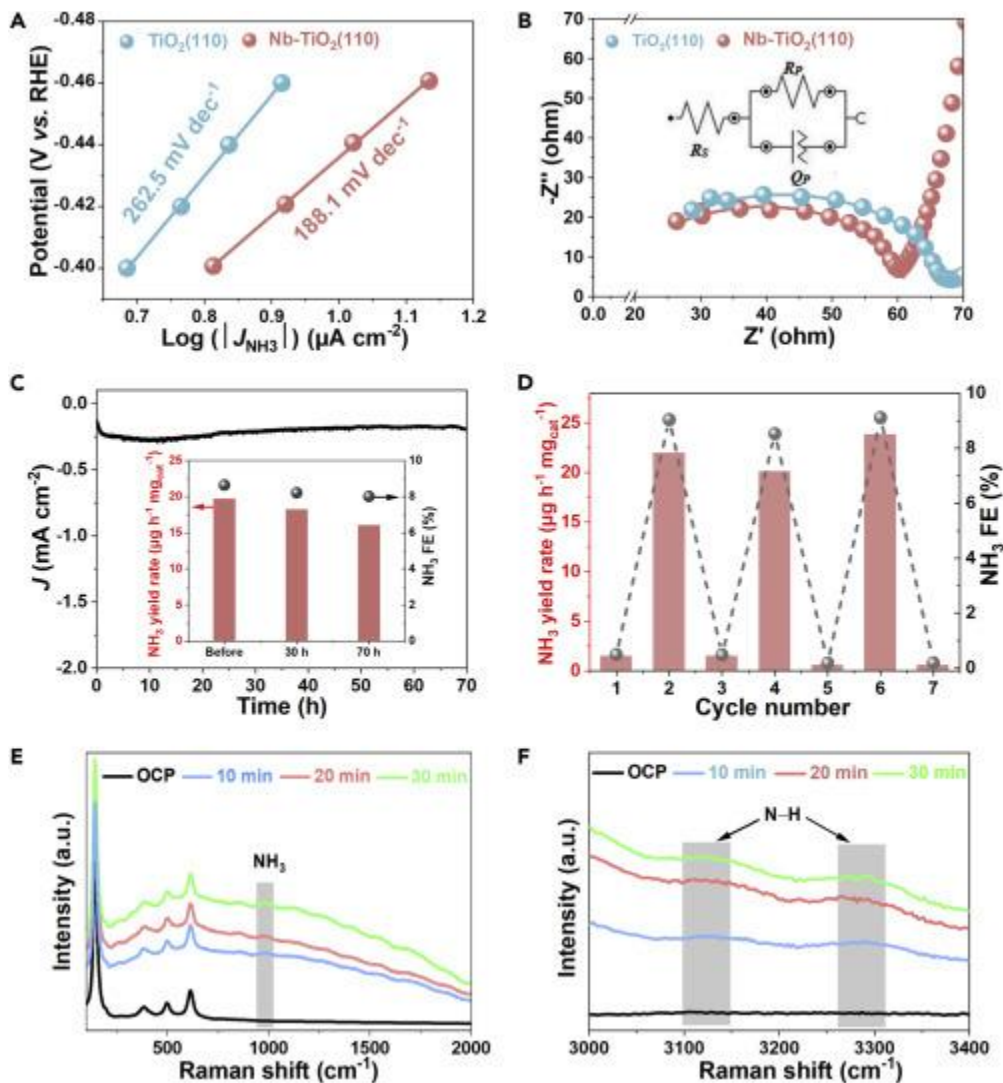 A
TiO2(110) Nb-TiO2(110)
-0.48
-0.46
-0.44
-0.42
-0.40
262.5 mV dec-1
188.1 mV dec-1
Potential (V vs. RHE)
0.7 0.8 0.9 1.0 1.1 1.2
Log (|JNH3|) (µA cm-2)
B
TiO2(110) Nb-TiO2(110)
70
60
50
40
30
20
10
0
RP
RS
QP
-Z'' (ohm)
0.0 20 30 40 50 60 70
Z' (ohm)
C
0.0
-0.5
-1.0
-1.5
-2.0
J (mA cm-2)
NH3 yield rate (µg h-1 mgcat-1)
25
20
15
10
5
0
10
8
6
4
2
0
NH3 FE (%)
Before 30 h 70 h
0 10 20 30 40 50 60 70
Time (h)
D
NH3 yield rate (µg h-1 mgcat-1)
25
20
15
10
5
0
10
8
6
4
2
0
NH3 FE (%)
1 2 3 4 5 6 7
Cycle number
E
OCP 10 min 20 min 30 min
NH3
Intensity (a.u.)
500 1000 1500 2000
Raman shift (cm-1)
F
OCP 10 min 20 min 30 min
N–H
Intensity (a.u.)
3000 3100 3200 3300 3400
Raman shift (cm-1)